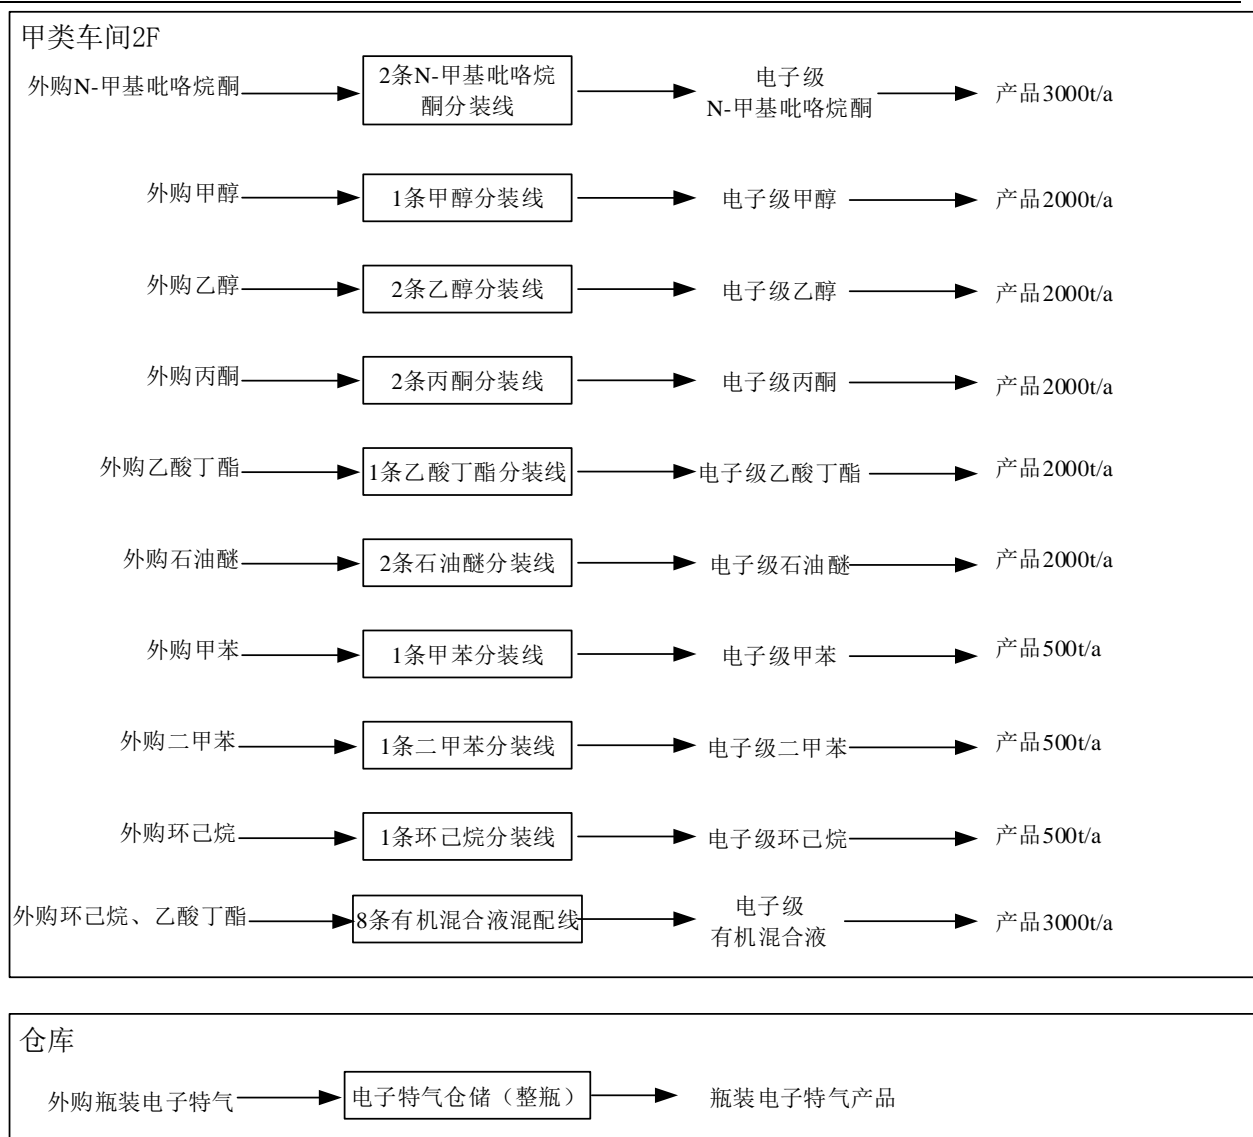 甲类车间2F
外购N-甲基吡咯烷酮
2条N-甲基吡咯烷
酮分装线
电子级
N-甲基吡咯烷酮
产品3000t/a
外购甲醇
1条甲醇分装线
电子级甲醇
产品2000t/a
外购乙醇
2条乙醇分装线
电子级乙醇
产品2000t/a
外购丙酮
2条丙酮分装线
电子级丙酮
产品2000t/a
外购乙酸丁酯
1条乙酸丁酯分装线
电子级乙酸丁酯
产品2000t/a
外购石油醚
2条石油醚分装线
电子级石油醚
产品2000t/a
外购甲苯
1条甲苯分装线
电子级甲苯
产品500t/a
外购二甲苯
1条二甲苯分装线
电子级二甲苯
产品500t/a
外购环己烷
1条环己烷分装线
电子级环己烷
产品500t/a
外购环己烷、乙酸丁酯
8条有机混合液混配线
电子级
有机混合液
产品3000t/a
仓库
外购瓶装电子特气
电子特气仓储（整瓶）
瓶装电子特气产品